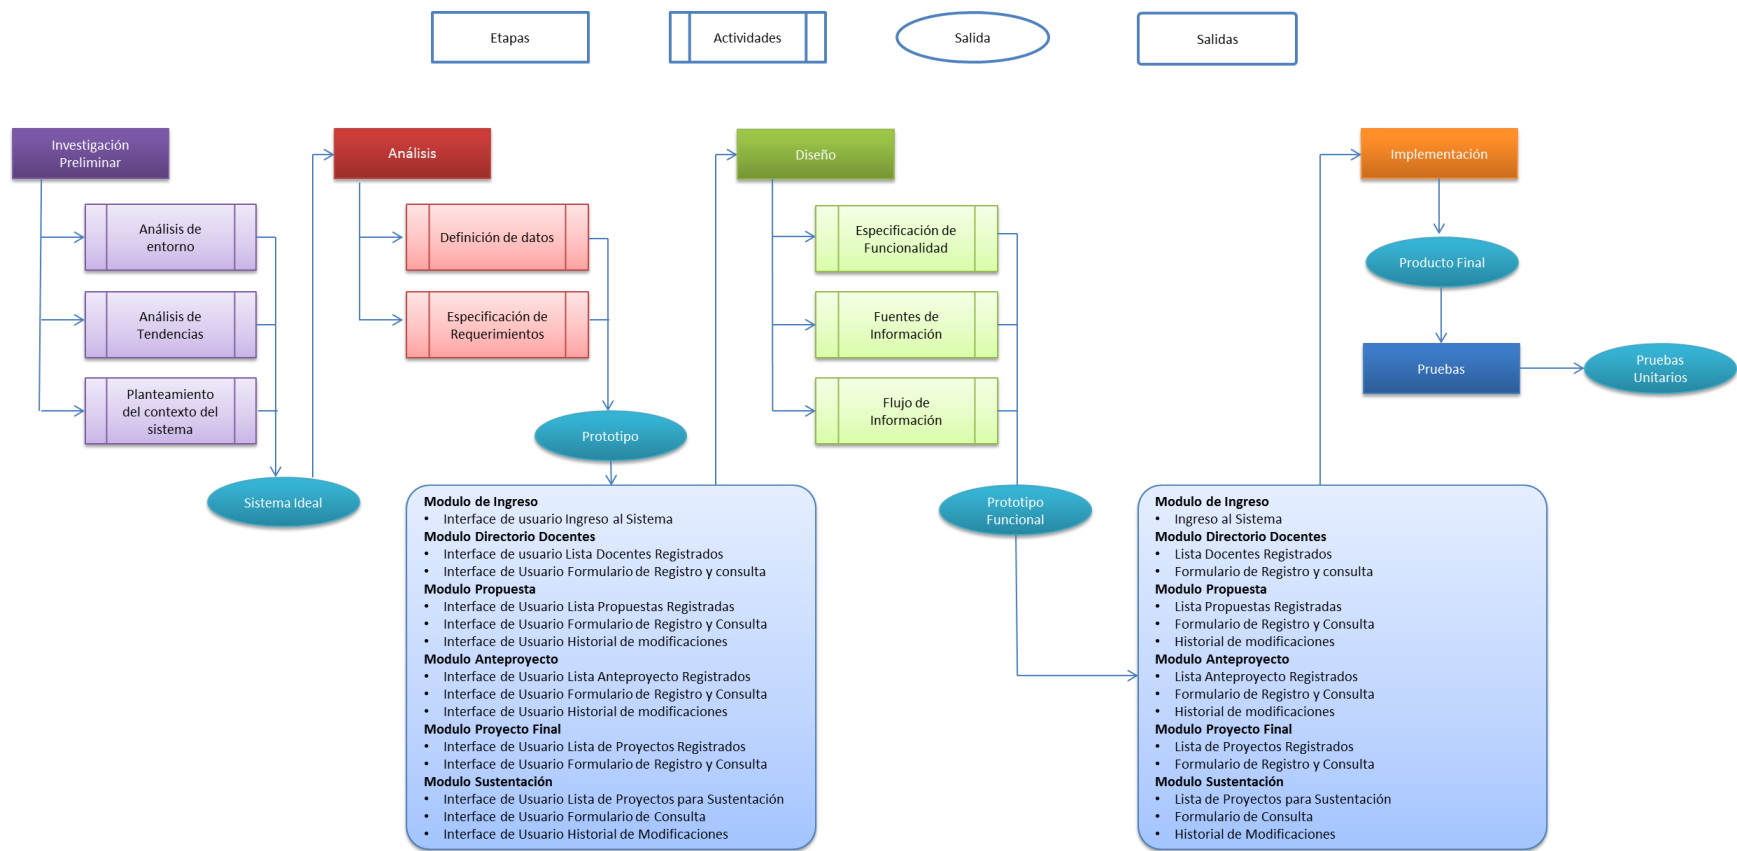 Etapas
Actividades
Salida
Salidas
Investigación
Preliminar
Análisis de
entorno
Análisis de
Tendencias
Planteamiento
del contexto del
sistema
Sistema Ideal
Análisis
Definición de datos
Especificación de
Requerimientos
Prototipo
Modulo de Ingreso
• Interface de usuario Ingreso al Sistema
Modulo Directorio Docentes
• Interface de usuario Lista Docentes Registrados
• Interface de Usuario Formulario de Registro y consulta
Modulo Propuesta
• Interface de Usuario Lista Propuestas Registradas
• Interface de Usuario Formulario de Registro y Consulta
• Interface de Usuario Historial de modificaciones
Modulo Anteproyecto
• Interface de Usuario Lista Anteproyecto Registrados
• Interface de Usuario Formulario de Registro y Consulta
• Interface de Usuario Historial de modificaciones
Modulo Proyecto Final
• Interface de Usuario Lista de Proyectos Registrados
• Interface de Usuario Formulario de Registro y Consulta
Modulo Sustentación
• Interface de Usuario Lista de Proyectos para Sustentación
• Interface de Usuario Formulario de Consulta
• Interface de Usuario Historial de Modificaciones
Diseño
Especificación de
Funcionalidad
Fuentes de
Información
Flujo de
Información
Prototipo
Funcional
Modulo de Ingreso
• Ingreso al Sistema
Modulo Directorio Docentes
• Lista Docentes Registrados
• Formulario de Registro y consulta
Modulo Propuesta
• Lista Propuestas Registradas
• Formulario de Registro y Consulta
• Historial de modificaciones
Modulo Anteproyecto
• Lista Anteproyecto Registrados
• Formulario de Registro y Consulta
• Historial de modificaciones
Modulo Proyecto Final
• Lista de Proyectos Registrados
• Formulario de Registro y Consulta
Modulo Sustentación
• Lista de Proyectos para Sustentación
• Formulario de Consulta
• Historial de Modificaciones
Implementación
Producto Final
Pruebas
Pruebas
Unitarios